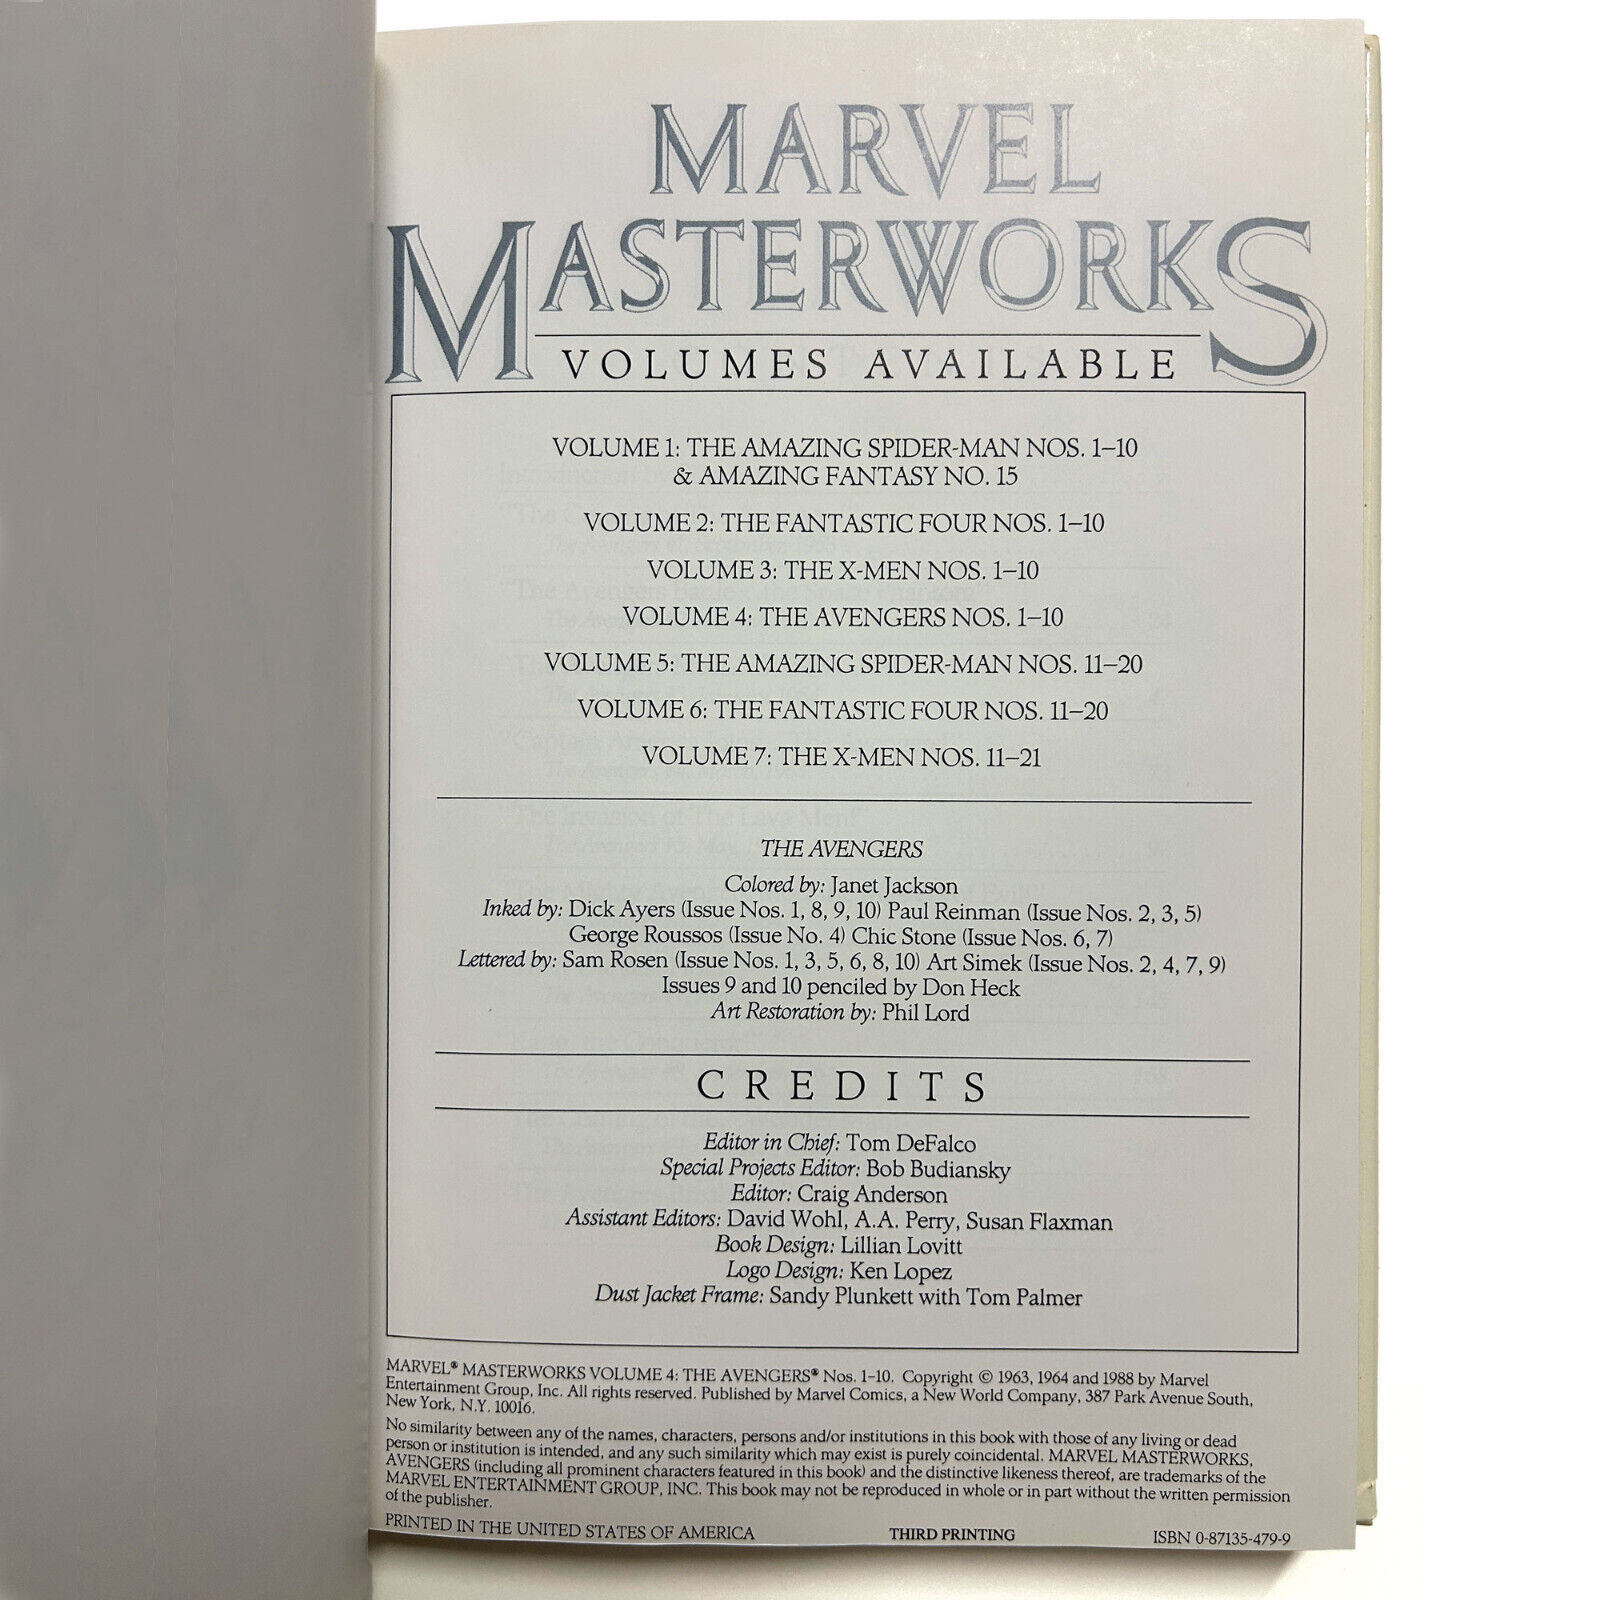 MARVEL
MASTERWORKS
VOLUMES AVAILABLE
VOLUME 1: THE AMAZING SPIDER-MAN NOS. 1–10
& AMAZING FANTASY NO. 15
VOLUME 2: THE FANTASTIC FOUR NOS. 1–10
VOLUME 3: THE X-MEN NOS. 1–10
VOLUME 4: THE AVENGERS NOS. 1–10
VOLUME 5: THE AMAZING SPIDER-MAN NOS. 11–20
VOLUME 6: THE FANTASTIC FOUR NOS. 11–20
VOLUME 7: THE X-MEN NOS. 11–21
THE AVENGERS
Colored by: Janet Jackson
Inked by: Dick Ayers (Issue Nos. 1, 8, 9, 10) Paul Reinman (Issue Nos. 2, 3, 5)
George Roussos (Issue No. 4) Chic Stone (Issue Nos. 6, 7)
Lettered by: Sam Rosen (Issue Nos. 1, 3, 5, 6, 8, 10) Art Simek (Issue Nos. 2, 4, 7, 9)
Issues 9 and 10 penciled by Don Heck
Art Restoration by: Phil Lord
CREDITS
Editor in Chief: Tom DeFalco
Special Projects Editor: Bob Budiansky
Editor: Craig Anderson
Assistant Editors: David Wohl, A.A. Perry, Susan Flaxman
Book Design: Lillian Lovitt
Logo Design: Ken Lopez
Dust Jacket Frame: Sandy Plunkett with Tom Palmer
MARVEL® MASTERWORKS VOLUME 4: THE AVENGERS® Nos. 1–10. Copyright © 1963, 1964 and 1988 by Marvel
Entertainment Group, Inc. All rights reserved. Published by Marvel Comics, a New World Company, 387 Park Avenue South,
New York, N.Y. 10016.
No similarity between any of the names, characters, persons and/or institutions in this book with those of any living or dead
person or institution is intended, and any such similarity which may exist is purely coincidental. MARVEL MASTERWORKS,
AVENGERS (including all prominent characters featured in this book) and the distinctive likeness thereof, are trademarks of the
MARVEL ENTERTAINMENT GROUP, INC. This book may not be reproduced in whole or in part without the written permission
of the publisher.
PRINTED IN THE UNITED STATES OF AMERICA THIRD PRINTING ISBN 0-87135-479-9